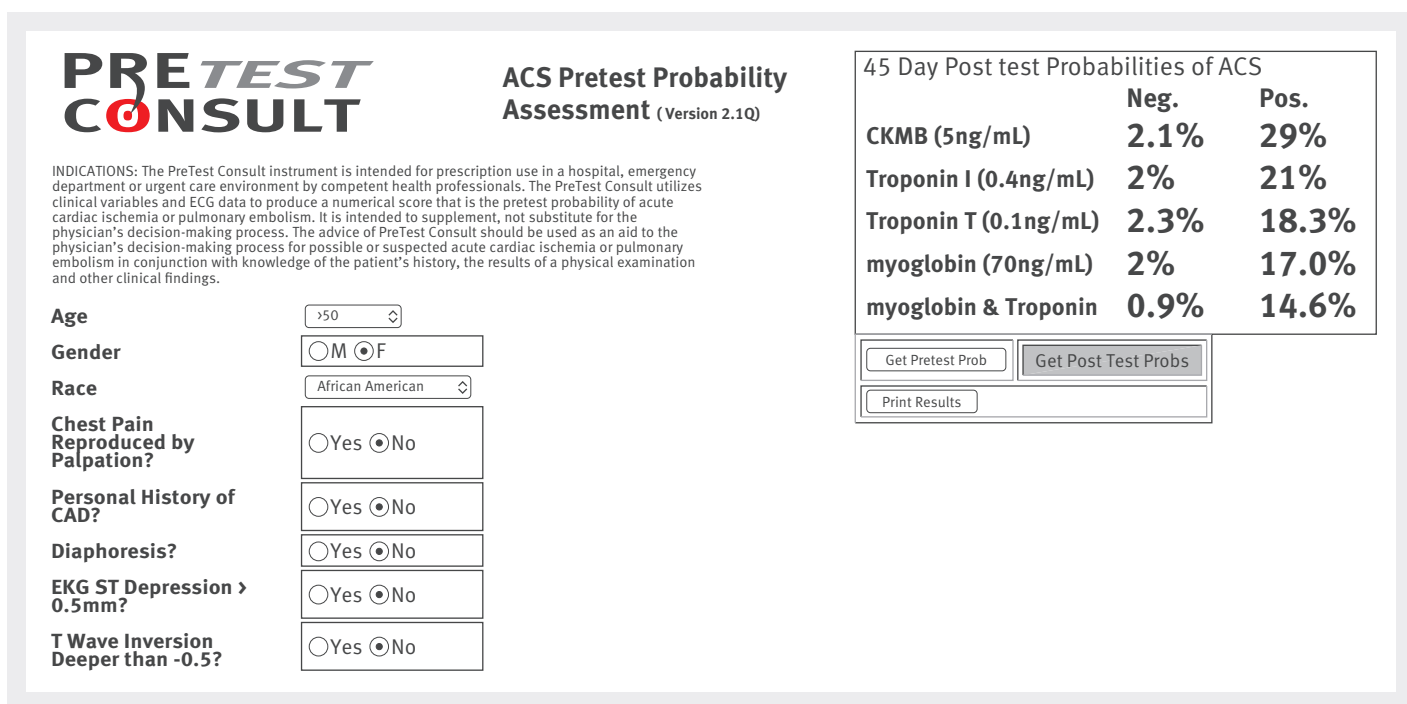 PRETEST
CONSULT
ACS Pretest Probability
Assessment ( Version 2.1Q)
INDICATIONS: The PreTest Consult instrument is intended for prescription use in a hospital, emergency
department or urgent care environment by competent health professionals. The PreTest Consult utilizes
clinical variables and ECG data to produce a numerical score that is the pretest probability of acute
cardiac ischemia or pulmonary embolism. It is intended to supplement, not substitute for the
physician’s decision-making process. The advice of PreTest Consult should be used as an aid to the
physician’s decision-making process for possible or suspected acute cardiac ischemia or pulmonary
embolism in conjunction with knowledge of the patient’s history, the results of a physical examination
and other clinical findings.
Age >50
Gender M F
Race African American
Chest Pain
Reproduced by
Palpation?
Yes No
Personal History of
CAD?
Yes No
Diaphoresis? Yes No
EKG ST Depression >
0.5mm?
Yes No
T Wave Inversion
Deeper than -0.5?
Yes No
45 Day Post test Probabilities of ACS
Neg. Pos.
CKMB (5ng/mL) 2.1% 29%
Troponin I (0.4ng/mL) 2% 21%
Troponin T (0.1ng/mL) 2.3% 18.3%
myoglobin (70ng/mL) 2% 17.0%
myoglobin & Troponin 0.9% 14.6%
Get Pretest Prob Get Post Test Probs
Print Results